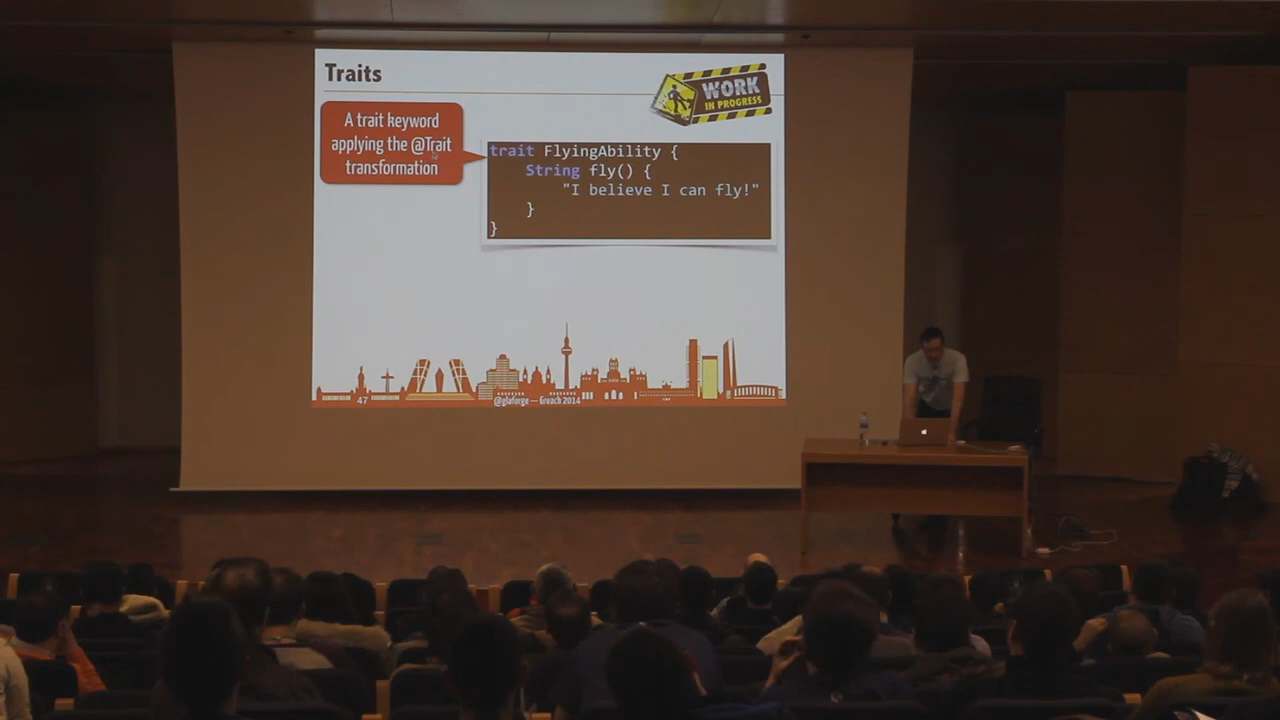 Traits
WORK
IN PROGRESS
A trait keyword
applying the @Trait
transformation
trait FlyingAbility {
String fly() {
"I believe I can fly!"
}
}
47
@glaforge — Greach 2014